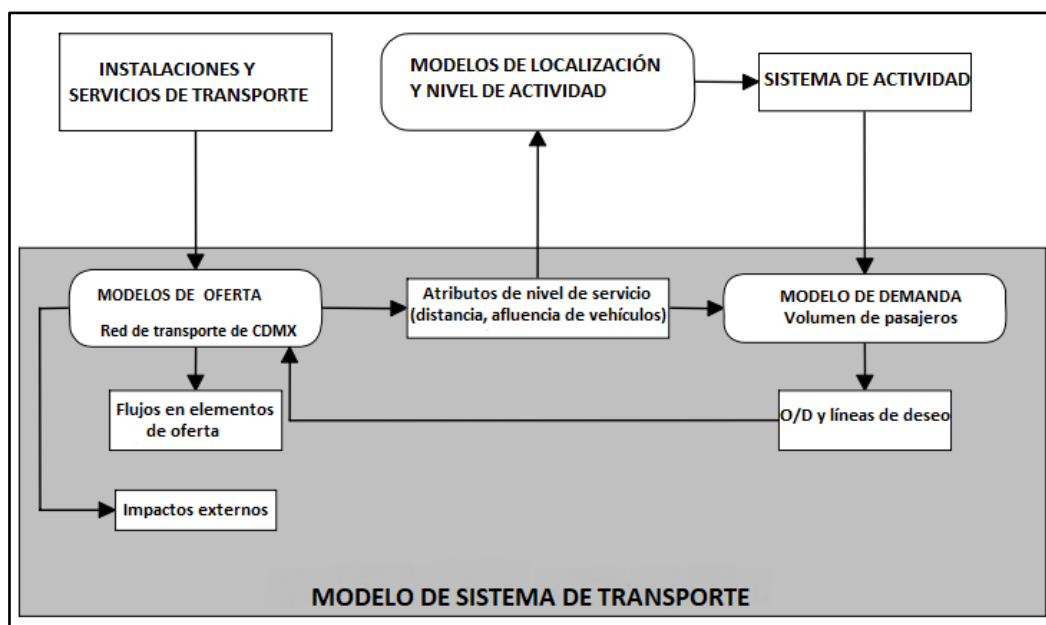 INSTALACIONES Y
SERVICIOS DE TRANSPORTE
MODELOS DE LOCALIZACIÓN
Y NIVEL DE ACTIVIDAD
SISTEMA DE ACTIVIDAD
MODELOS DE OFERTA
Red de transporte de CDMX
Atributos de nivel de servicio
(distancia, afluencia de vehículos)
MODELO DE DEMANDA
Volumen de pasajeros
Flujos en elementos
de oferta
O/D y líneas de deseo
Impactos externos
MODELO DE SISTEMA DE TRANSPORTE